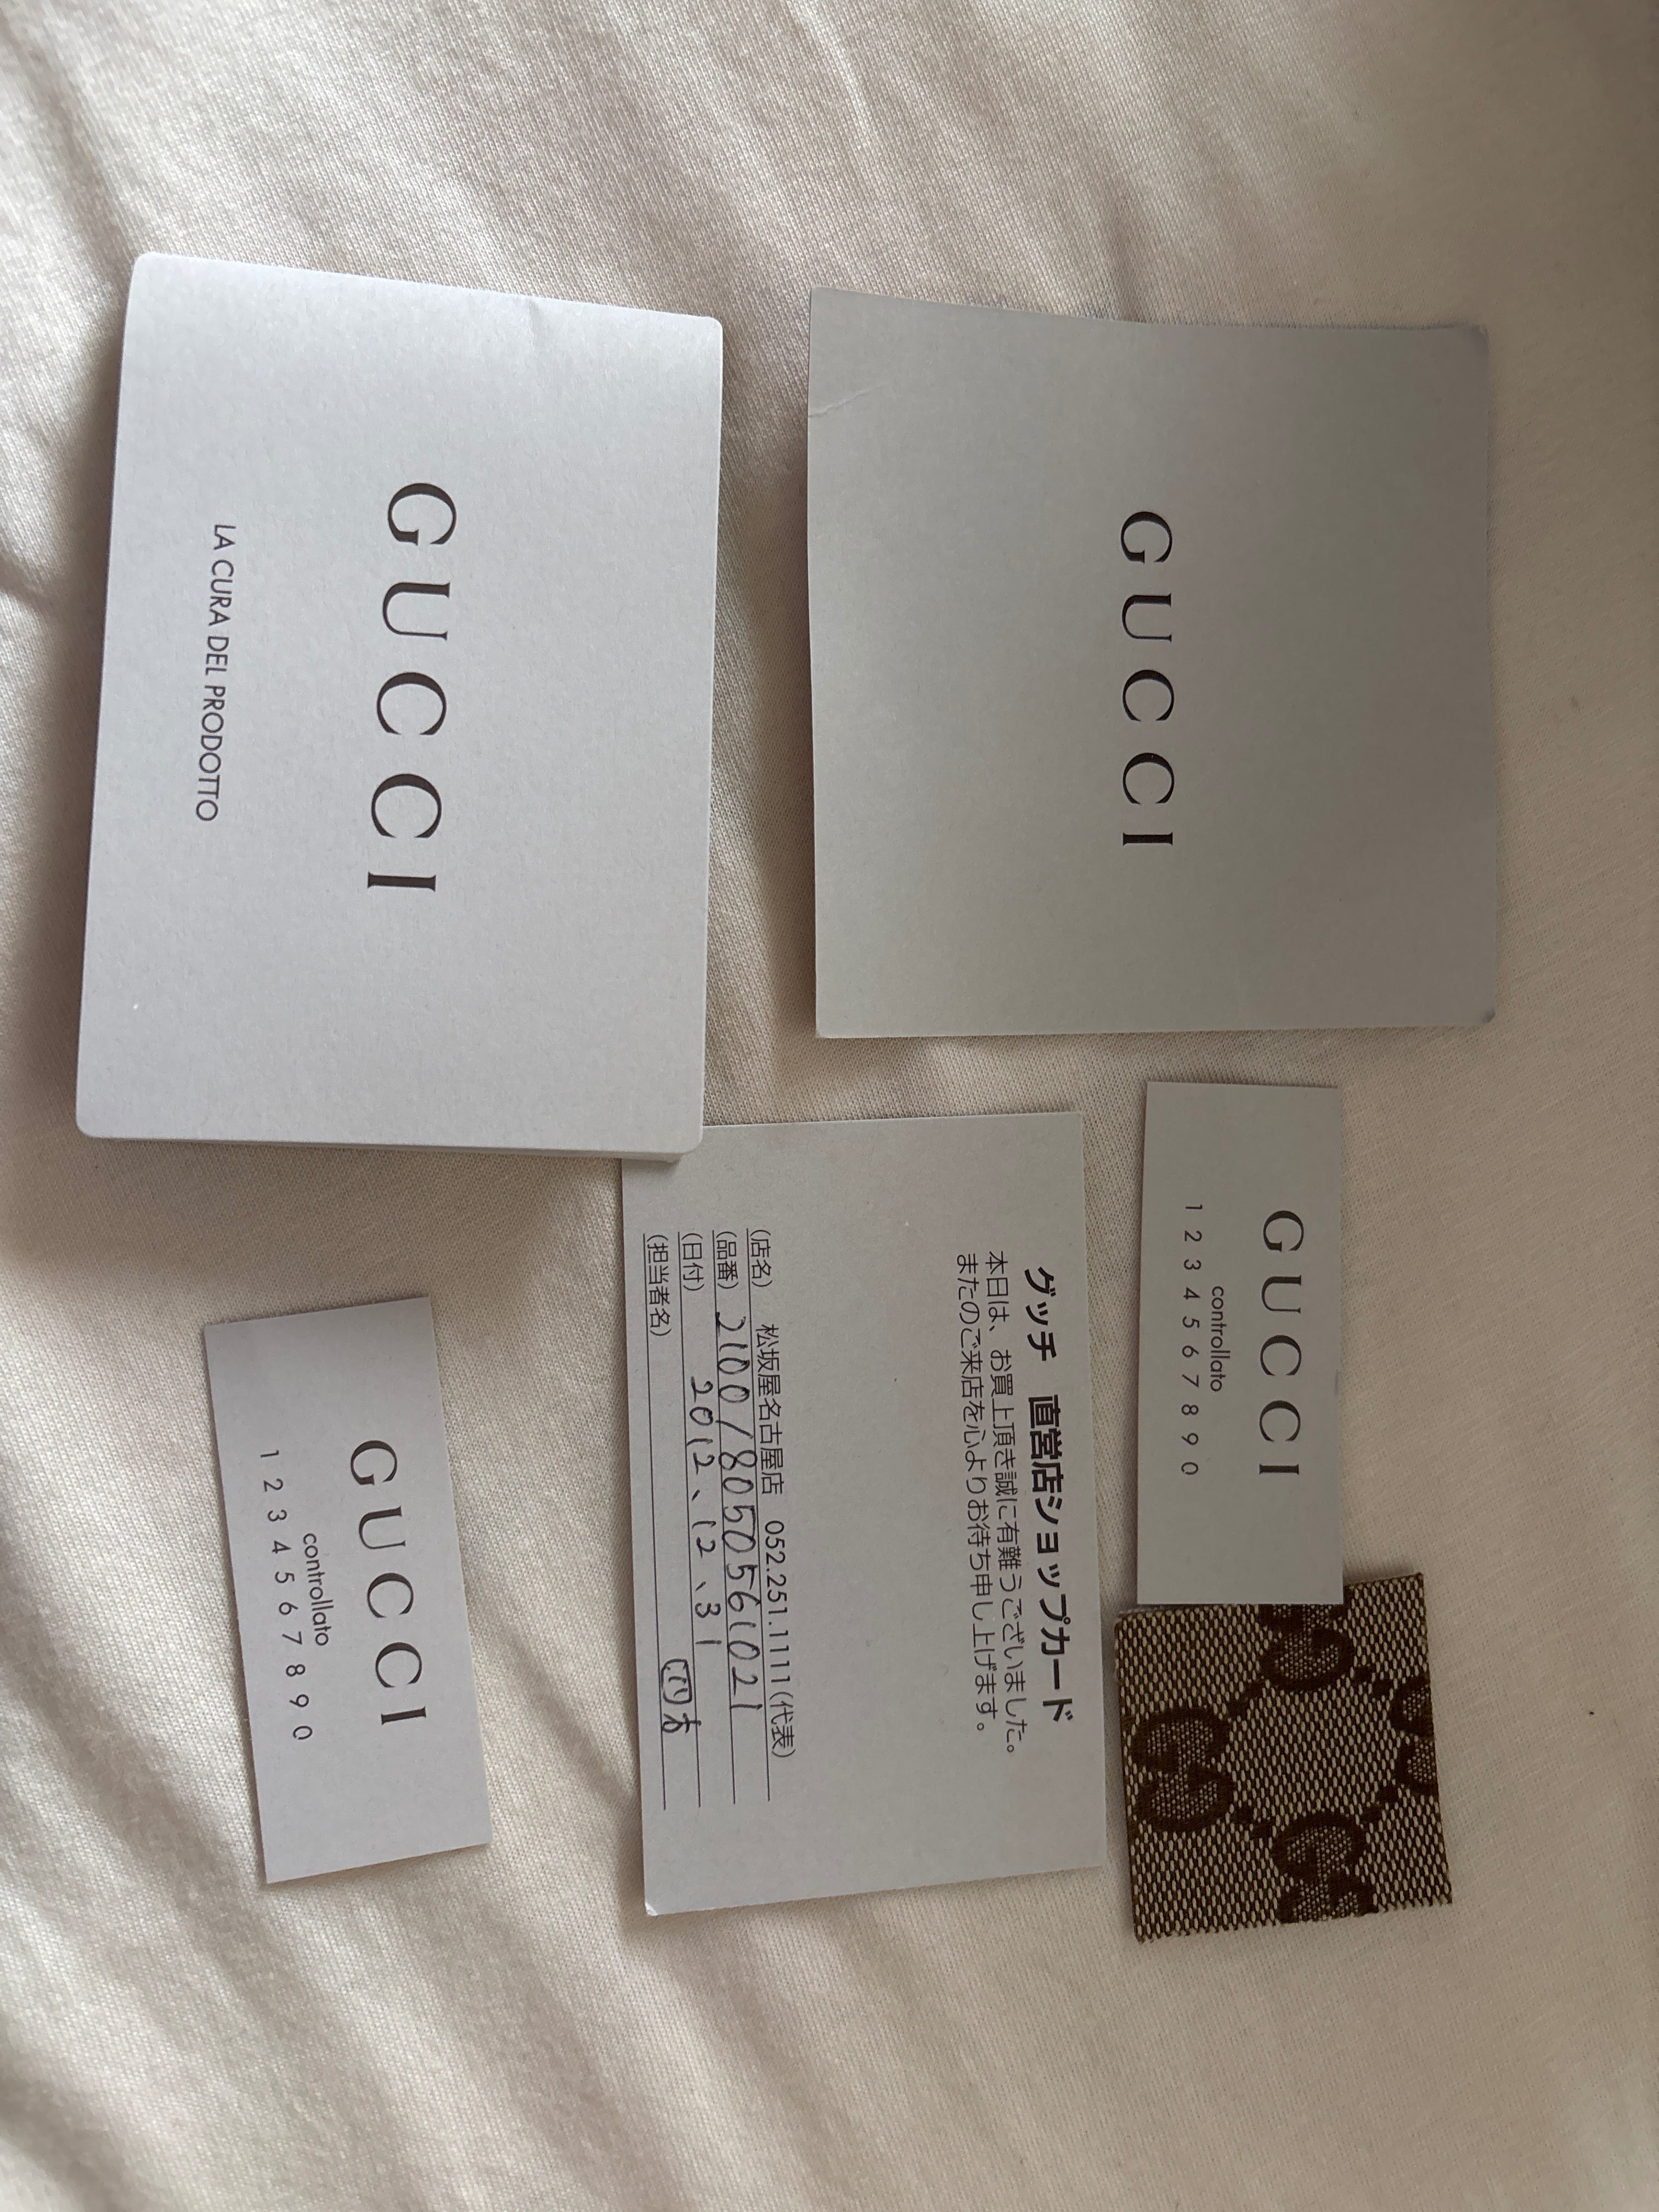 GUCCI
GUCCI
LA CURA DEL PRODOTTO
GUCCI
controllato
1 2 3 4 5 6 7 8 9 0
グッチ 直営店ショップカード
本日は、お買上頂き誠に有難うございました。
またのご来店を心よりお待ち申し上げます。
(店名) 松坂屋名古屋店 052.251.1111(代表)
(品番) 2100/8050561021
(日付) 2012、12、31
(担当者名)
GUCCI
controllato
1 2 3 4 5 6 7 8 9 0